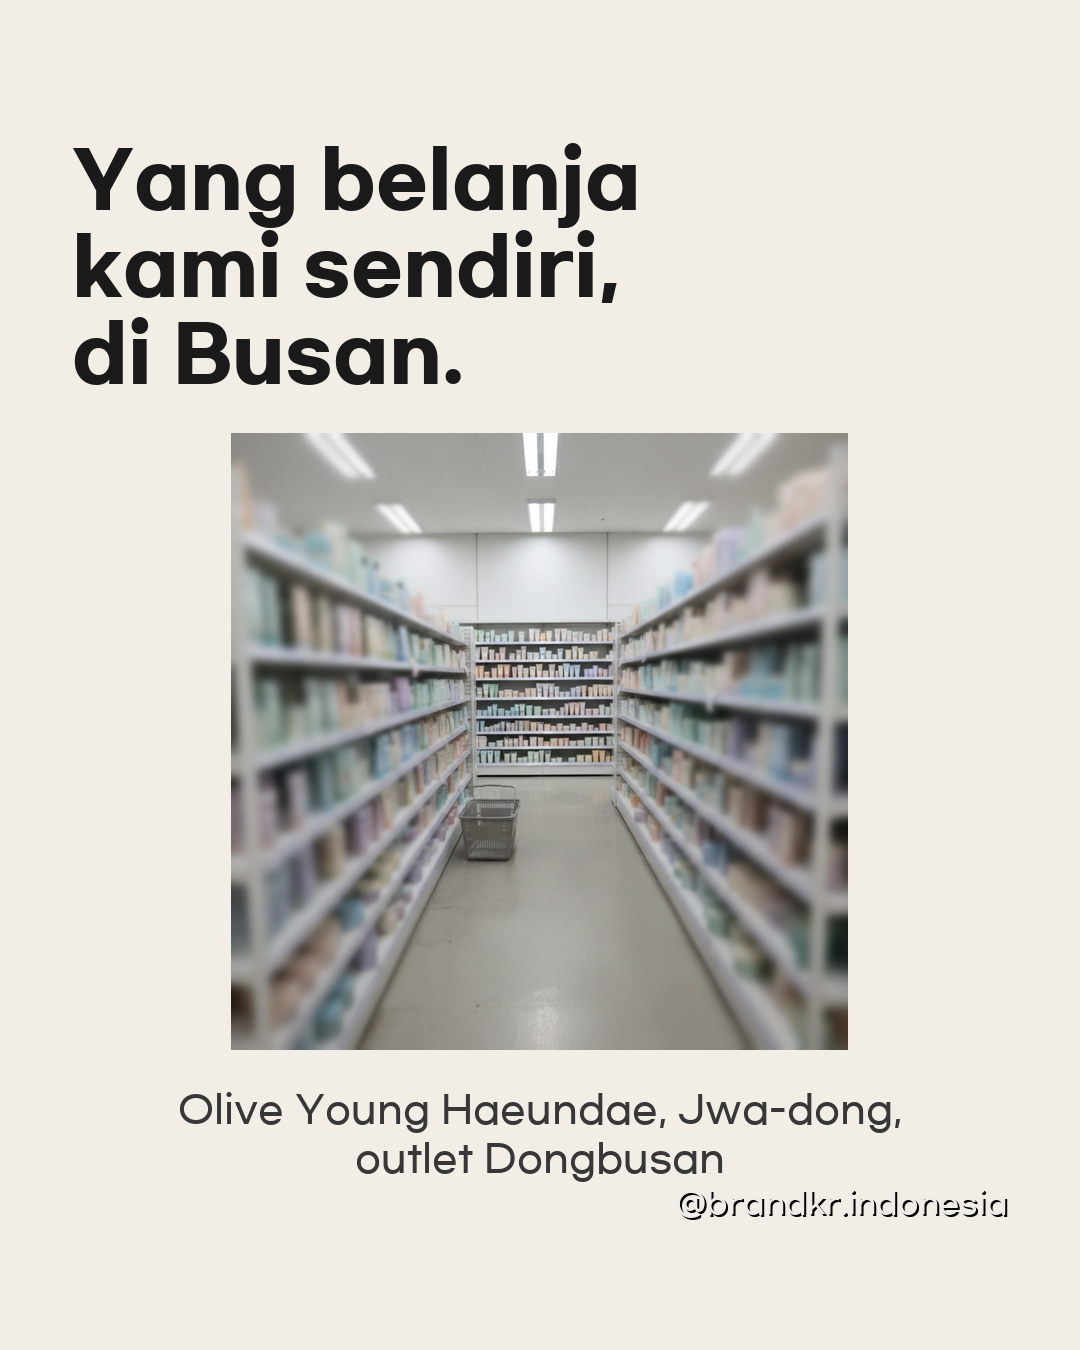 Yang belanja
kami sendiri,
di Busan.
Olive Young Haeundae, Jwa-dong,
outlet Dongbusan
@brandkr.indonesia